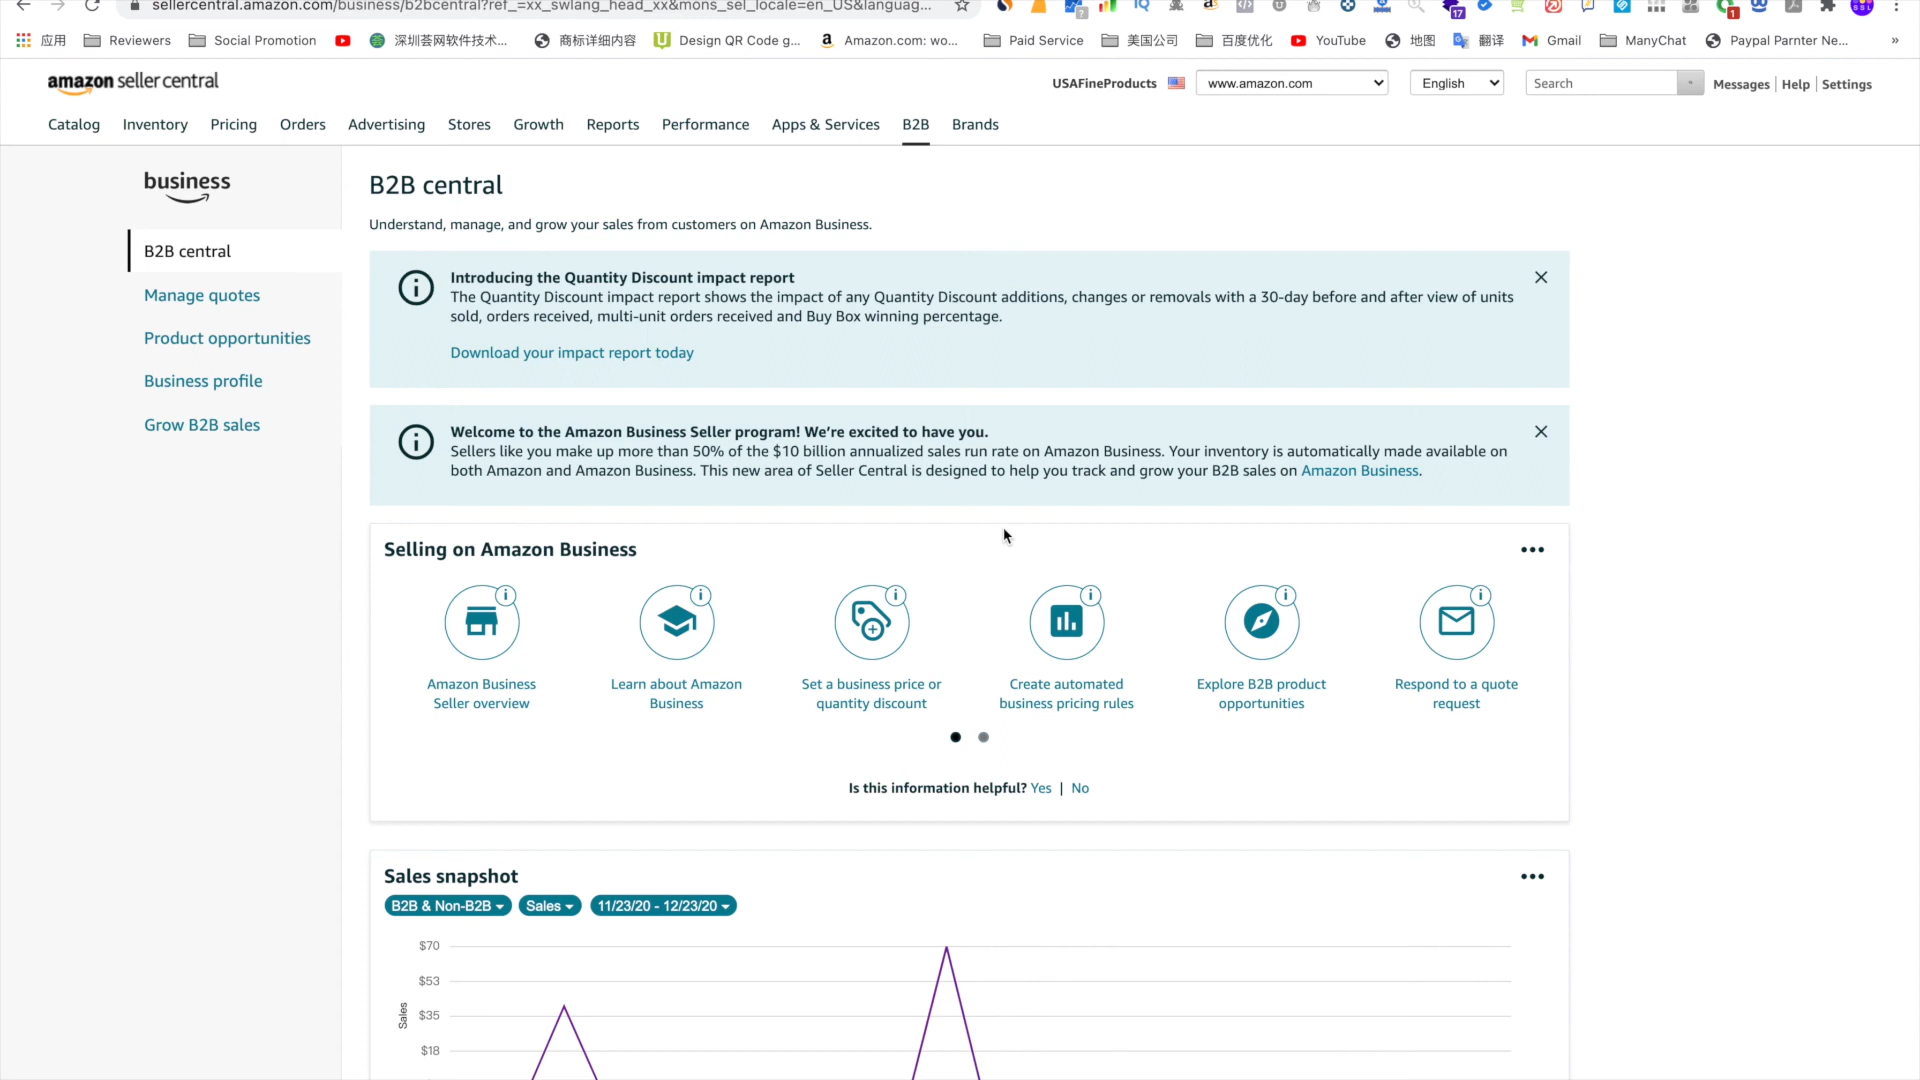 sellercentral.amazon.com/business/b2bcentral?ref_=xx_swlang_head_xx&mons_sel_locale=en_US&languag...
应用 Reviewers Social Promotion 深圳荟网软件技术... 商标详细内容 Design QR Code g... Amazon.com: wo... Paid Service 美国公司 百度优化 YouTube 地图 翻译 Gmail ManyChat Paypal Parnter Ne... »
amazon seller central
USAFineProducts www.amazon.com English Search Messages | Help | Settings
Catalog Inventory Pricing Orders Advertising Stores Growth Reports Performance Apps & Services B2B Brands
business
B2B central
Manage quotes
Product opportunities
Business profile
Grow B2B sales
B2B central
Understand, manage, and grow your sales from customers on Amazon Business.
Introducing the Quantity Discount impact report
The Quantity Discount impact report shows the impact of any Quantity Discount additions, changes or removals with a 30-day before and after view of units
sold, orders received, multi-unit orders received and Buy Box winning percentage.
Download your impact report today
Welcome to the Amazon Business Seller program! We’re excited to have you.
Sellers like you make up more than 50% of the $10 billion annualized sales run rate on Amazon Business. Your inventory is automatically made available on
both Amazon and Amazon Business. This new area of Seller Central is designed to help you track and grow your B2B sales on Amazon Business.
Selling on Amazon Business
Amazon Business
Seller overview
Learn about Amazon
Business
Set a business price or
quantity discount
Create automated
business pricing rules
Explore B2B product
opportunities
Respond to a quote
request
Is this information helpful? Yes | No
Sales snapshot
B2B & Non-B2B Sales 11/23/20 - 12/23/20
$70
$53
$35
$18
Sales